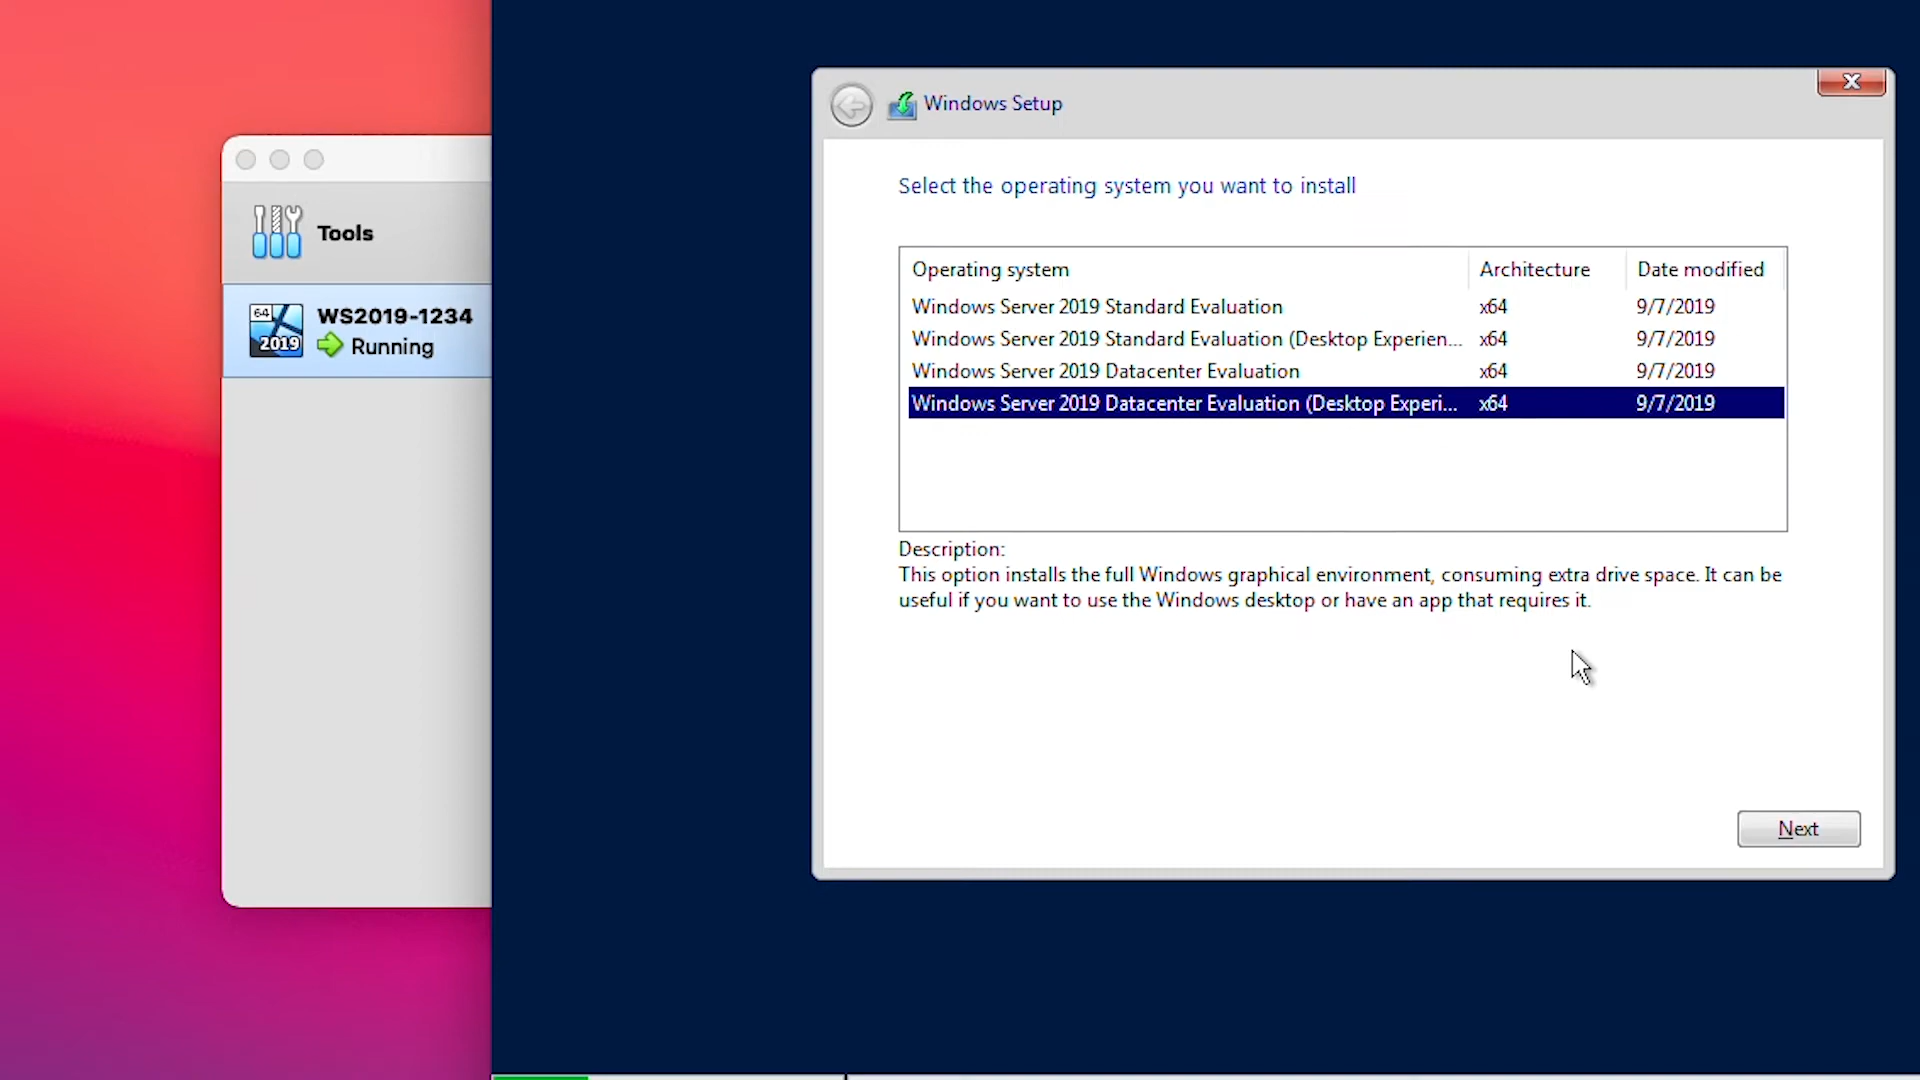 Windows Setup
Tools
64
2019
WS2019-1234
Running
Select the operating system you want to install
Operating system Architecture Date modified
Windows Server 2019 Standard Evaluation x64 9/7/2019
Windows Server 2019 Standard Evaluation (Desktop Experien... x64 9/7/2019
Windows Server 2019 Datacenter Evaluation x64 9/7/2019
Windows Server 2019 Datacenter Evaluation (Desktop Experi... x64 9/7/2019
Description:
This option installs the full Windows graphical environment, consuming extra drive space. It can be
useful if you want to use the Windows desktop or have an app that requires it.
Next